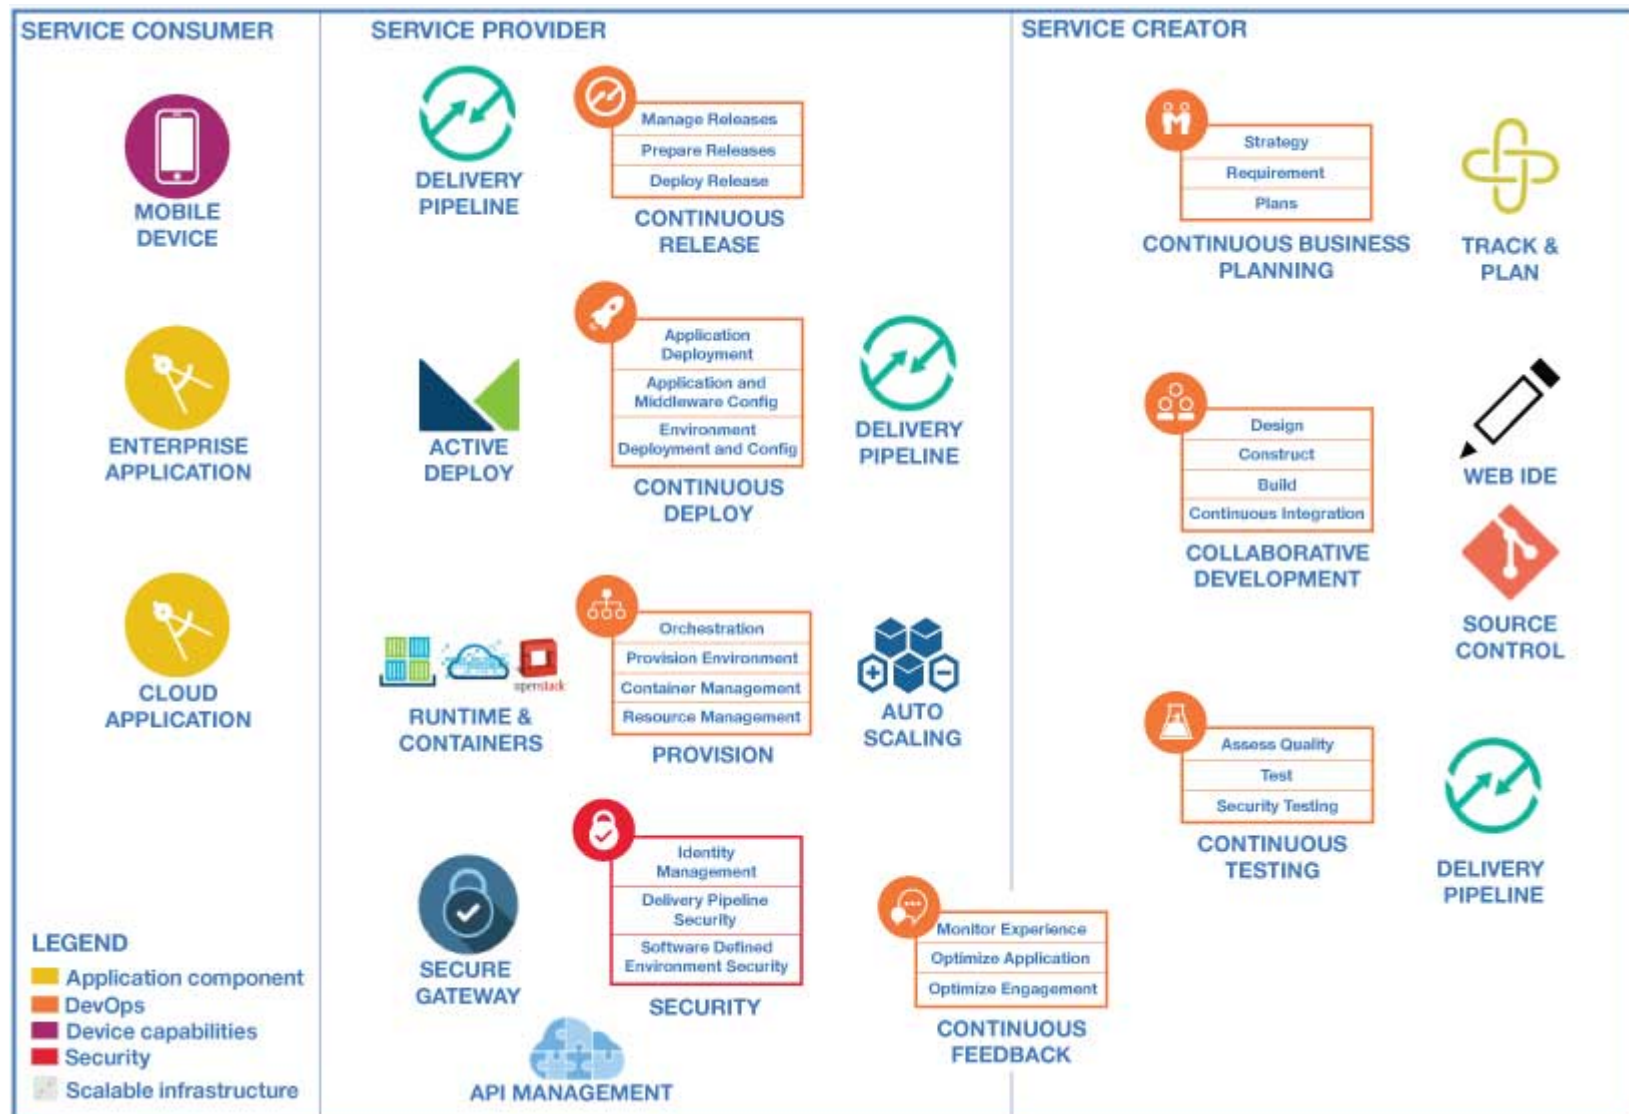 SERVICE CONSUMER
MOBILE
DEVICE
ENTERPRISE
APPLICATION
CLOUD
APPLICATION
LEGEND
Application component
DevOps
Device capabilities
Security
Scalable infrastructure
SERVICE PROVIDER
DELIVERY
PIPELINE
Manage Releases
Prepare Releases
Deploy Release
CONTINUOUS
RELEASE
ACTIVE
DEPLOY
Application
Deployment
Application and
Middleware Config
Environment
Deployment and Config
CONTINUOUS
DEPLOY
DELIVERY
PIPELINE
openstack
RUNTIME &
CONTAINERS
Orchestration
Provision Environment
Container Management
Resource Management
PROVISION
AUTO
SCALING
SECURE
GATEWAY
Identity
Management
Delivery Pipeline
Security
Software Defined
Environment Security
SECURITY
API MANAGEMENT
Monitor Experience
Optimize Application
Optimize Engagement
CONTINUOUS
FEEDBACK
SERVICE CREATOR
Strategy
Requirement
Plans
CONTINUOUS BUSINESS
PLANNING
TRACK &
PLAN
Design
Construct
Build
Continuous Integration
COLLABORATIVE
DEVELOPMENT
WEB IDE
SOURCE
CONTROL
Assess Quality
Test
Security Testing
CONTINUOUS
TESTING
DELIVERY
PIPELINE